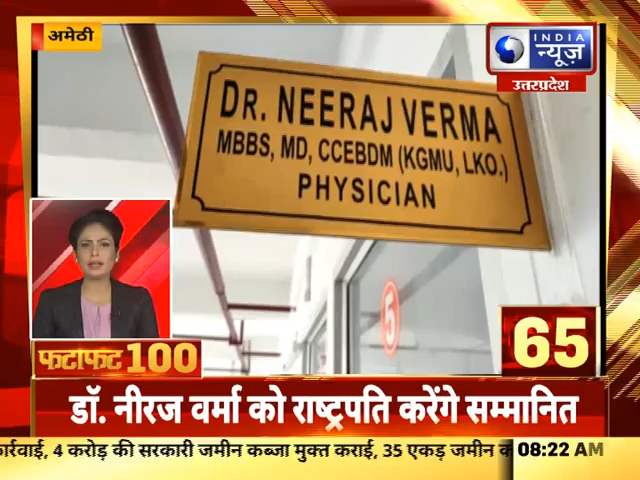 अमेठी
INDIA
न्यूज़
उत्तरप्रदेश
DR. NEERAJ VERMA
MBBS, MD, CCEBDM (KGMU, LKO.)
PHYSICIAN
5
फटाफट 100
65
डॉ. नीरज वर्मा को राष्ट्रपति करेंगे सम्मानित
कार्रवाई, 4 करोड़ की सरकारी जमीन कब्जा मुक्त कराई, 35 एकड़ जमीन
08:22 AM